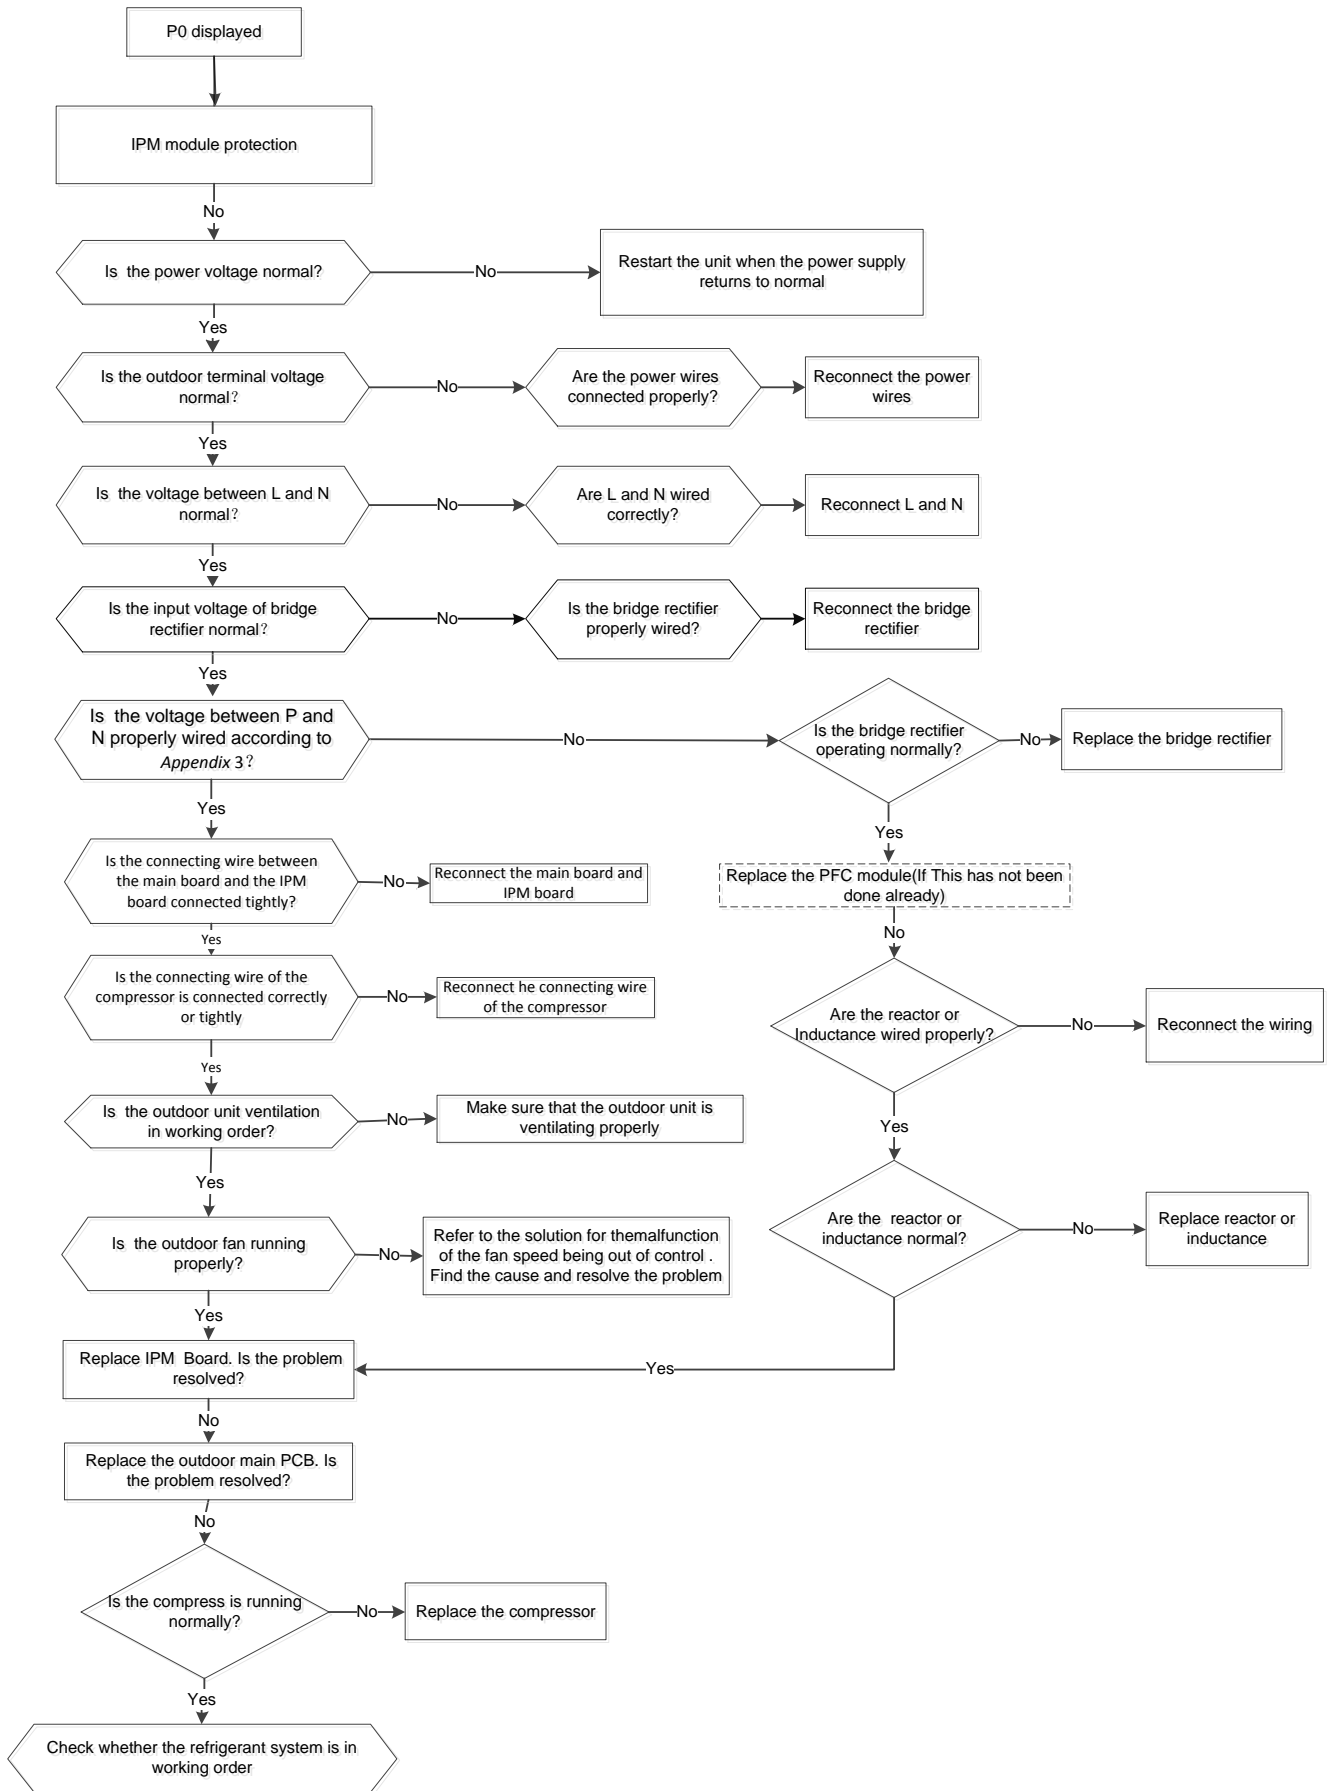 P0 displayed
IPM module protection
No
Is the power voltage normal?
No
Restart the unit when the power supply
returns to normal
Yes
Is the outdoor terminal voltage
normal?
No
Are the power wires
connected properly?
Reconnect the power
wires
Yes
Is the voltage between L and N
normal?
No
Are L and N wired
correctly?
Reconnect L and N
Yes
Is the input voltage of bridge
rectifier normal?
No
Is the bridge rectifier
properly wired?
Reconnect the bridge
rectifier
Yes
Is the voltage between P and
N properly wired according to
Appendix 3?
No
Is the bridge rectifier
operating normally?
No
Replace the bridge rectifier
Yes
Yes
Is the connecting wire between
the main board and the IPM
board connected tightly?
No
Reconnect the main board and
IPM board
Replace the PFC module(If This has not been
done already)
No
Yes
Is the connecting wire of the
compressor is connected correctly
or tightly
No
Reconnect he connecting wire
of the compressor
Are the reactor or
Inductance wired properly?
No
Reconnect the wiring
Yes
Is the outdoor unit ventilation
in working order?
No
Make sure that the outdoor unit is
ventilating properly
Yes
Yes
Is the outdoor fan running
properly?
No
Refer to the solution for themalfunction
of the fan speed being out of control .
Find the cause and resolve the problem
Are the reactor or
inductance normal?
No
Replace reactor or
inductance
Yes
Replace IPM Board. Is the problem
resolved?
Yes
No
Replace the outdoor main PCB. Is
the problem resolved?
No
Is the compress is running
normally?
No
Replace the compressor
Yes
Check whether the refrigerant system is in
working order